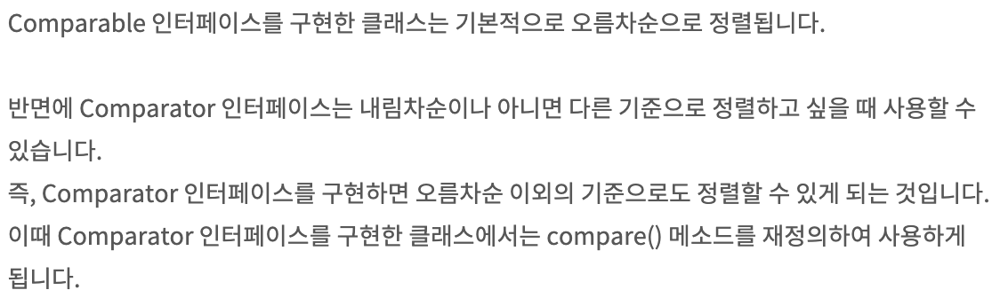 Comparable 인터페이스를 구현한 클래스는 기본적으로 오름차순으로 정렬됩니다.
반면에 Comparator 인터페이스는 내림차순이나 아니면 다른 기준으로 정렬하고 싶을 때 사용할 수
있습니다.
즉, Comparator 인터페이스를 구현하면 오름차순 이외의 기준으로도 정렬할 수 있게 되는 것입니다.
이때 Comparator 인터페이스를 구현한 클래스에서는 compare() 메소드를 재정의하여 사용하게
됩니다.